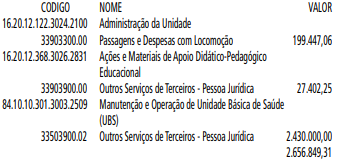 CODIGO NOME VALOR
16.20.12.122.3024.2100 Administração da Unidade
33903300.00 Passagens e Despesas com Locomoção 199.447,06
16.20.12.368.3026.2831 Ações e Materiais de Apoio Didático-Pedagógico
Educacional
33903900.00 Outros Serviços de Terceiros - Pessoa Jurídica 27.402,25
84.10.10.301.3003.2509 Manutenção e Operação de Unidade Básica de Saúde
(UBS)
33503900.02 Outros Serviços de Terceiros - Pessoa Jurídica 2.430.000,00
2.656.849,31